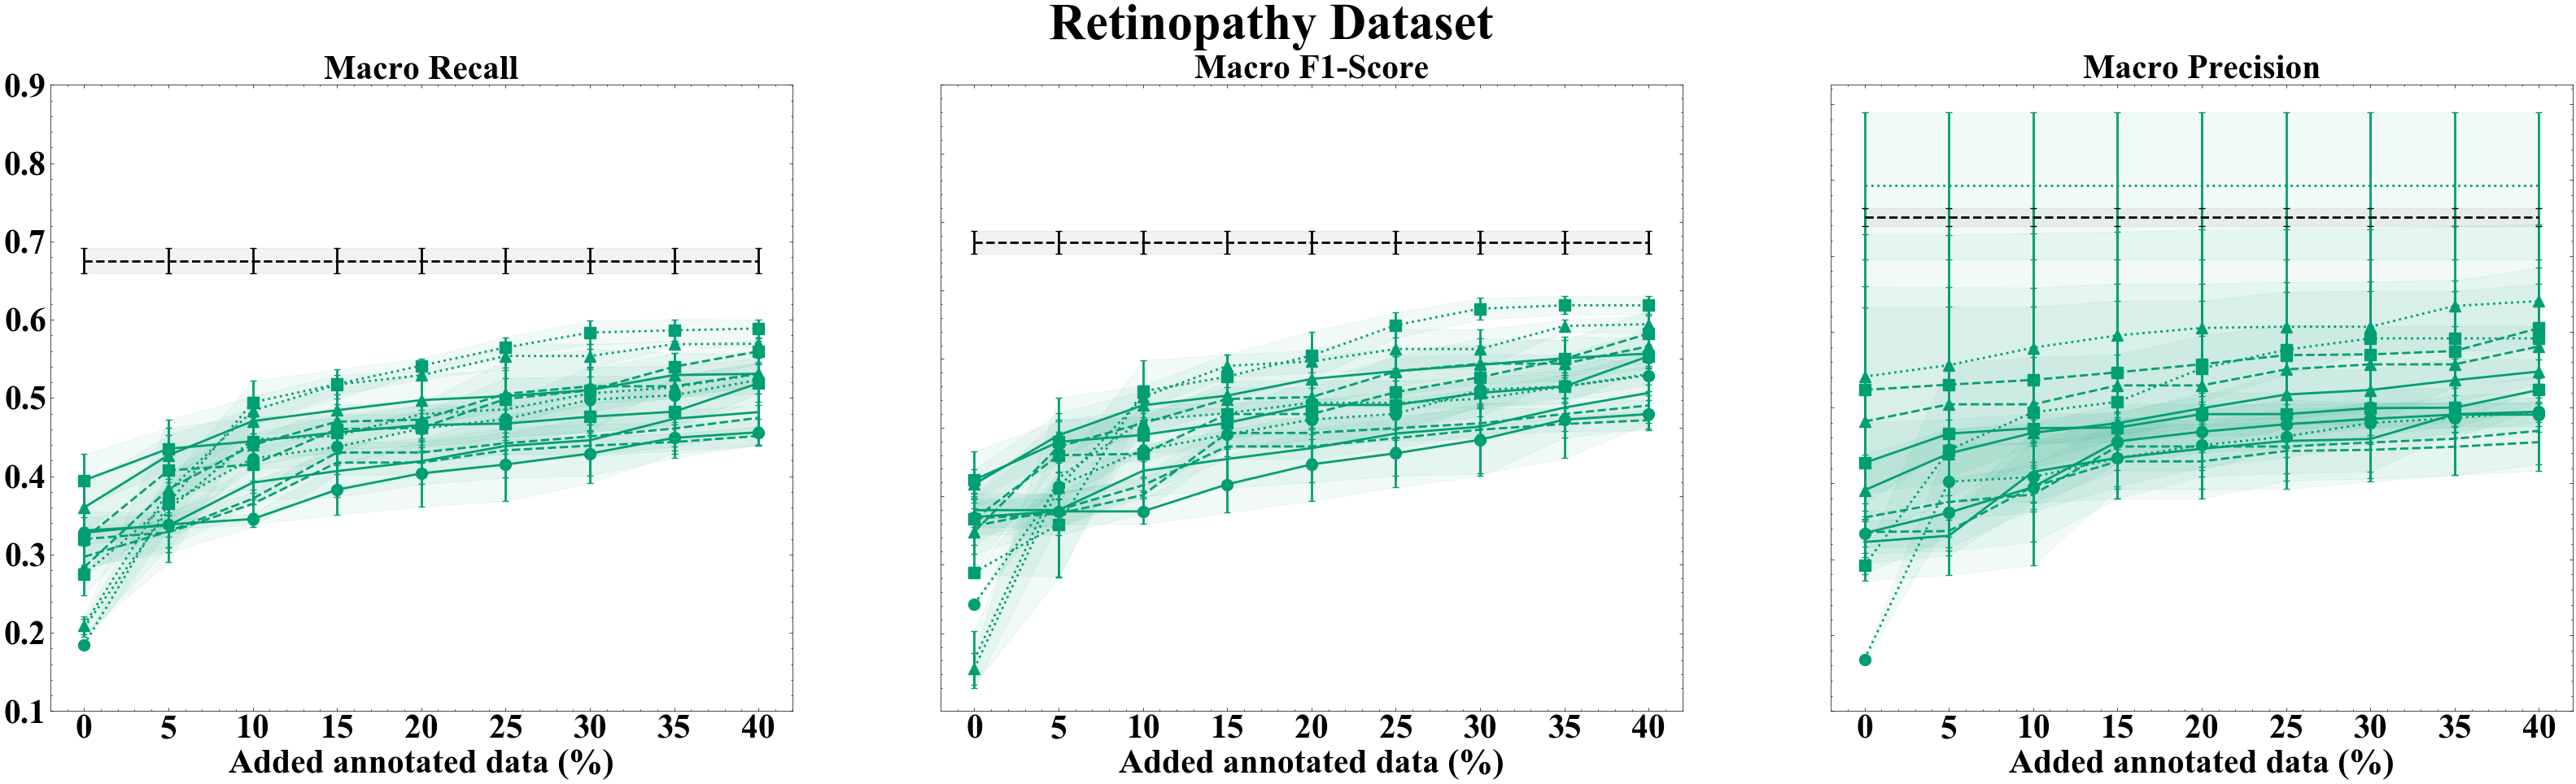 Retinopathy Dataset
Macro Recall
0.9
0.8
0.7
0.6
0.5
0.4
0.3
0.2
0.1
0 5 10 15 20 25 30 35 40
Added annotated data (%)
Macro F1-Score
0 5 10 15 20 25 30 35 40
Added annotated data (%)
Macro Precision
0 5 10 15 20 25 30 35 40
Added annotated data (%)